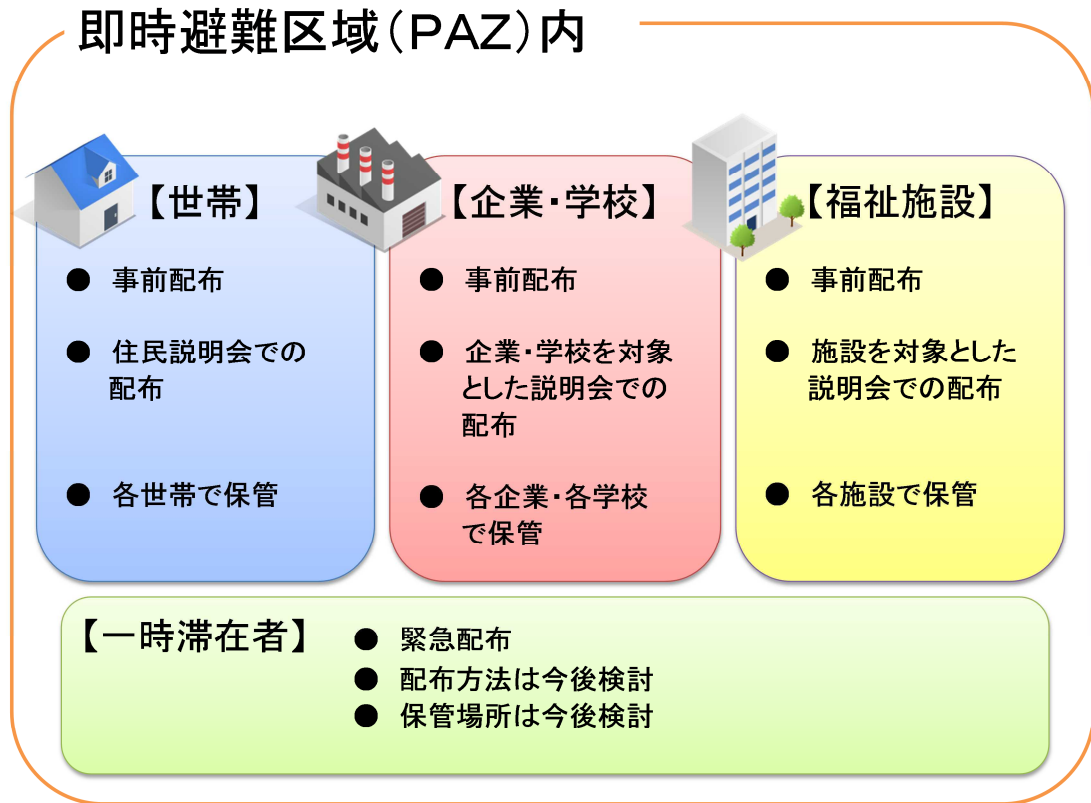 即時避難区域(PAZ)内
【世帯】
● 事前配布
● 住民説明会での
配布
● 各世帯で保管
【企業・学校】
● 事前配布
● 企業・学校を対象
とした説明会での
配布
● 各企業・各学校
で保管
【福祉施設】
● 事前配布
● 施設を対象とした
説明会での配布
● 各施設で保管
【一時滞在者】
● 緊急配布
● 配布方法は今後検討
● 保管場所は今後検討